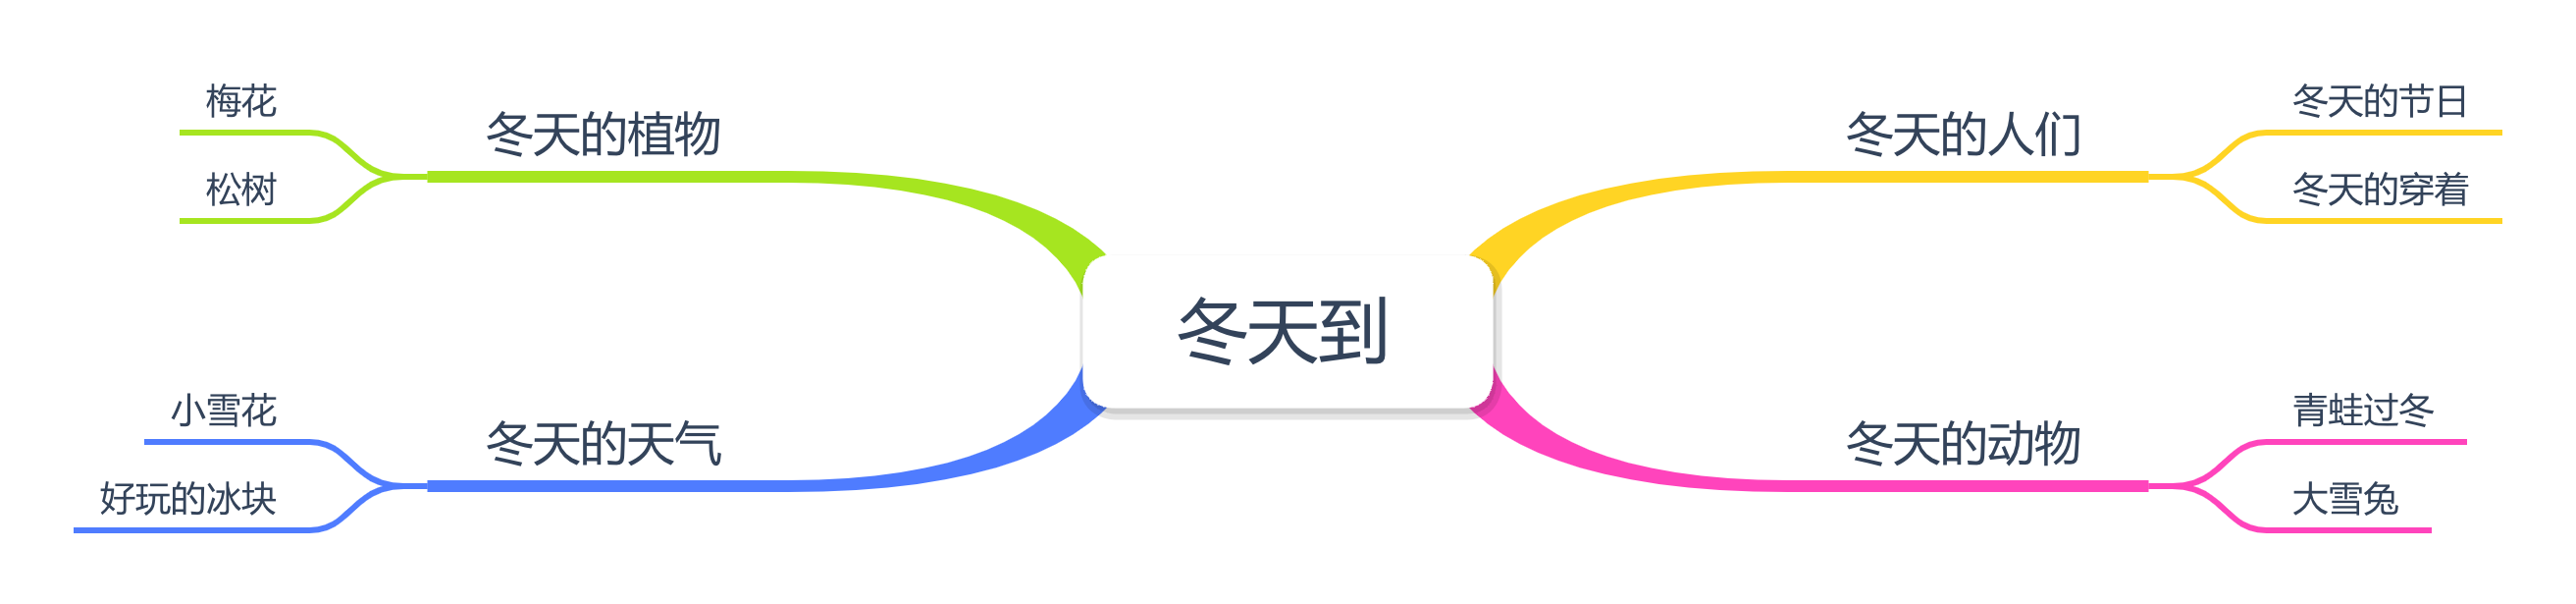 冬天到
冬天的植物
梅花
松树
冬天的天气
小雪花
好玩的冰块
冬天的人们
冬天的节日
冬天的穿着
冬天的动物
青蛙过冬
大雪兔